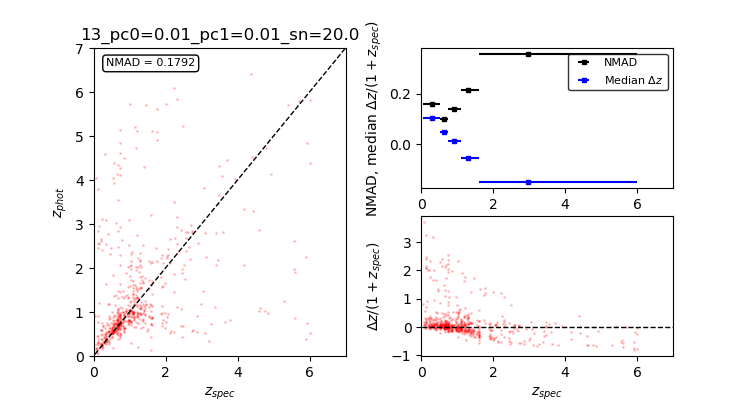 13_pc0=0.01_pc1=0.01_sn=20.0
NMAD = 0.1792
z_phot
7
6
5
4
3
2
1
0
0 2 4 6
z_spec
NMAD, median Δz/(1 + z_spec)
0.2
0.0
NMAD
Median Δz
0 2 4 6
Δz/(1 + z_spec)
3
2
1
0
−1
0 2 4 6
z_spec